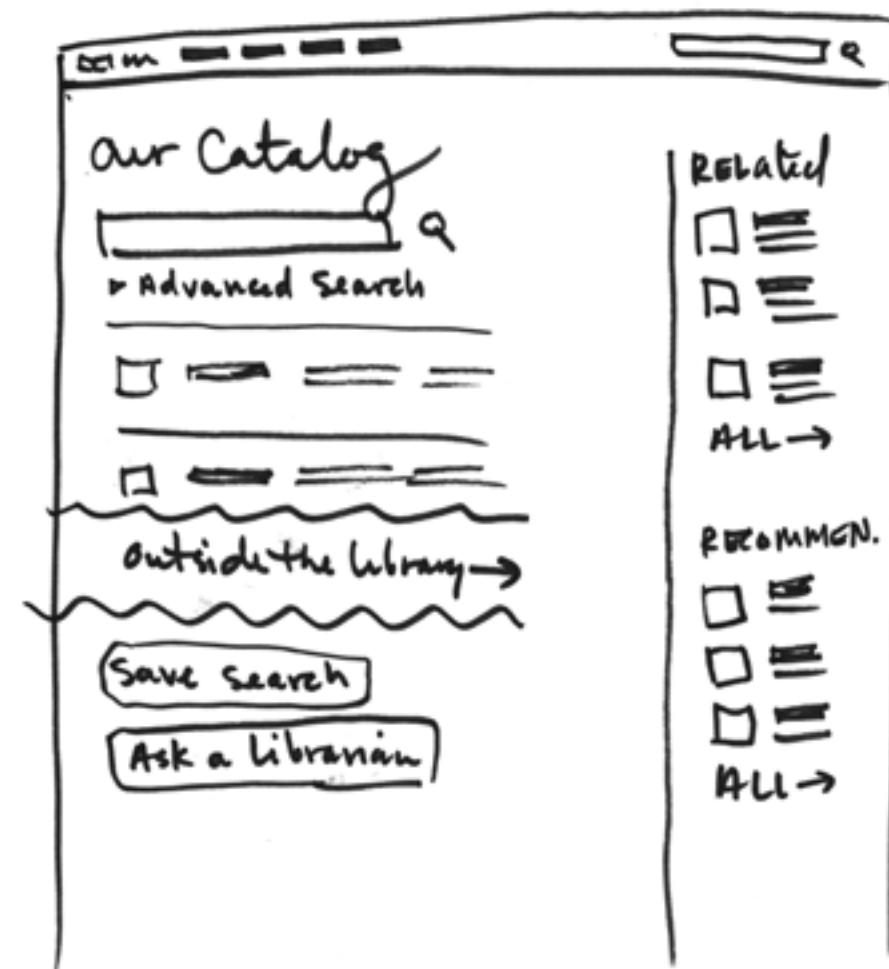 our Catalog
Advanced Search
outside the library
Save Search
Ask a librarian
RELated
ALL
RECOMMEN.
ALL